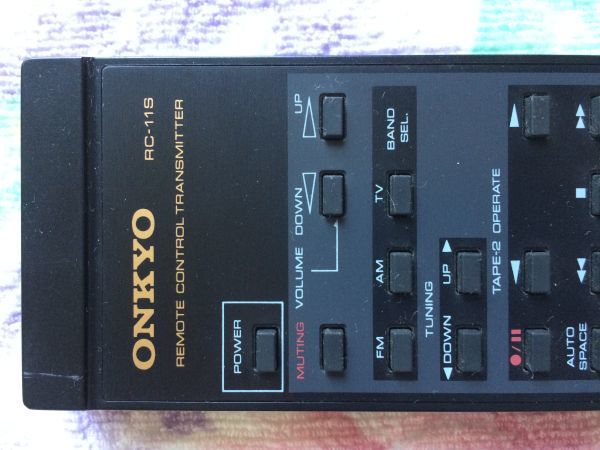 ONKYO RC-11S
REMOTE CONTROL TRANSMITTER
POWER
MUTING VOLUME DOWN UP
FM AM TV BAND
SEL.
TUNING
DOWN UP
TAPE-2 OPERATE
AUTO
SPACE